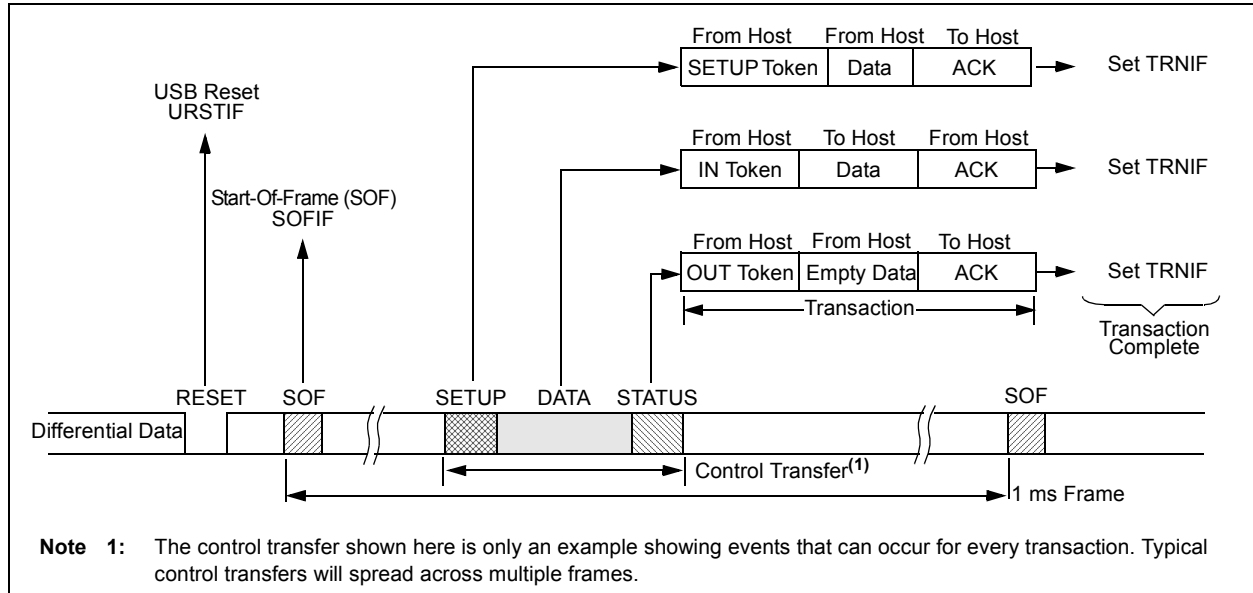 From Host From Host To Host
SETUP Token Data ACK Set TRNIF
USB Reset
URSTIF
From Host To Host From Host
IN Token Data ACK Set TRNIF
Start-Of-Frame (SOF)
SOFIF
From Host From Host To Host
OUT Token Empty Data ACK Set TRNIF
Transaction
Transaction
Complete
RESET SOF SETUP DATA STATUS SOF
Differential Data
Control Transfer(1)
1 ms Frame
Note 1: The control transfer shown here is only an example showing events that can occur for every transaction. Typical
control transfers will spread across multiple frames.